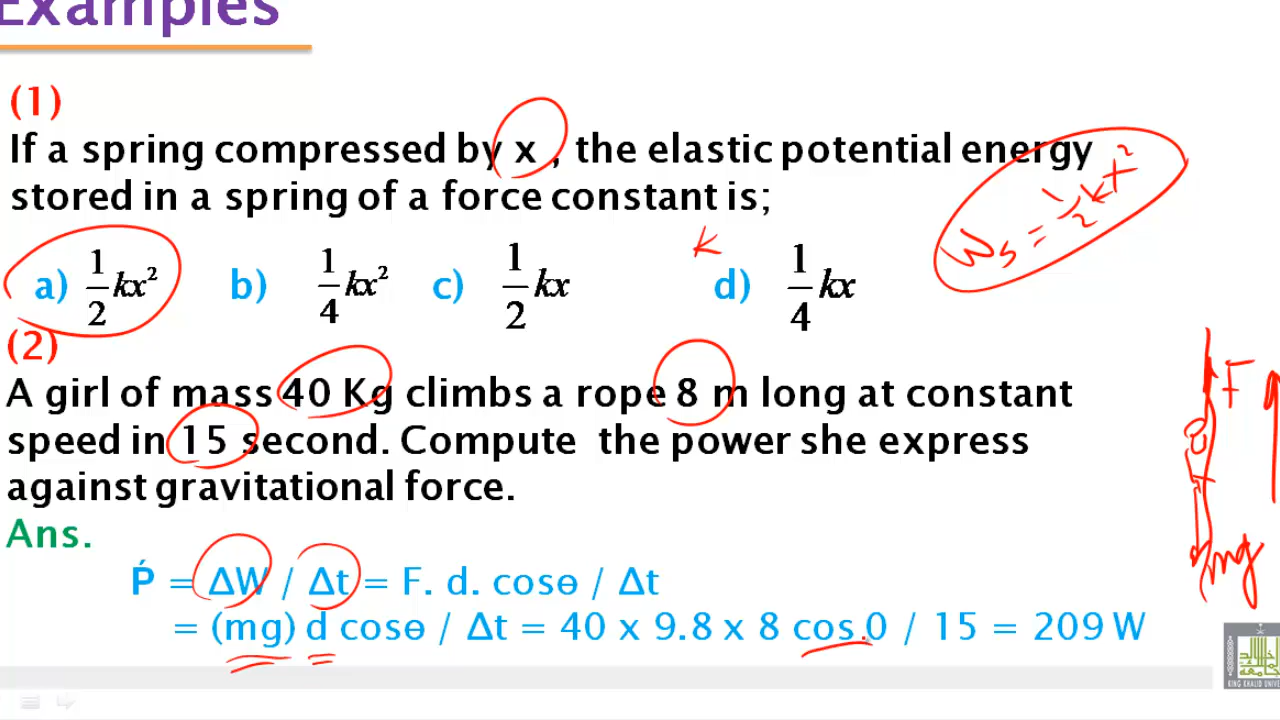 Examples
(1)
If a spring compressed by x , the elastic potential energy
stored in a spring of a force constant is;
K
W_s = 1/2 kx²
a) 1/2 kx² b) 1/4 kx² c) 1/2 kx d) 1/4 kx
(2)
A girl of mass 40 Kg climbs a rope 8 m long at constant
speed in 15 second. Compute the power she express
against gravitational force.
Ans.
Ṕ = ΔW / Δt = F. d. cosɵ / Δt
= (mg) d cosɵ / Δt = 40 x 9.8 x 8 cos.0 / 15 = 209 W
F
mg